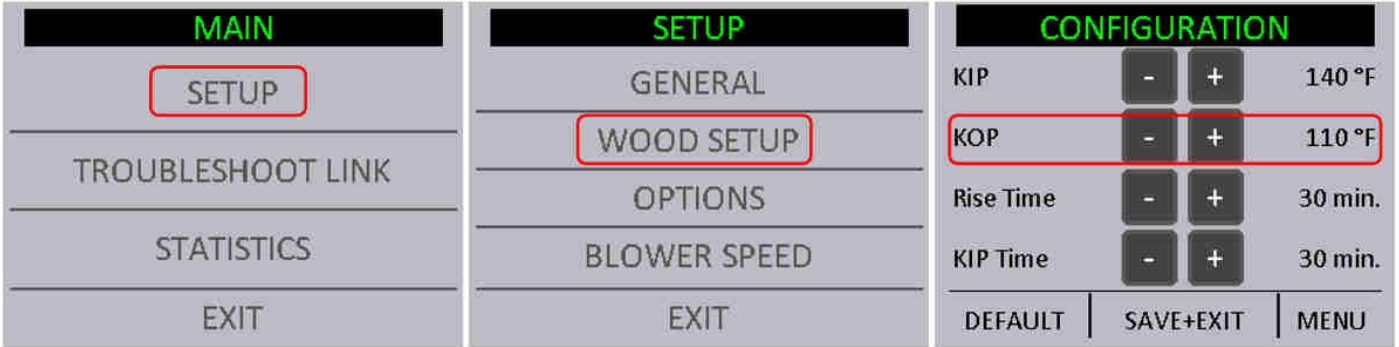 MAIN
SETUP
TROUBLESHOOT LINK
STATISTICS
EXIT
SETUP
GENERAL
WOOD SETUP
OPTIONS
BLOWER SPEED
EXIT
CONFIGURATION
KIP - + 140 °F
KOP - + 110 °F
Rise Time - + 30 min.
KIP Time - + 30 min.
DEFAULT SAVE+EXIT MENU